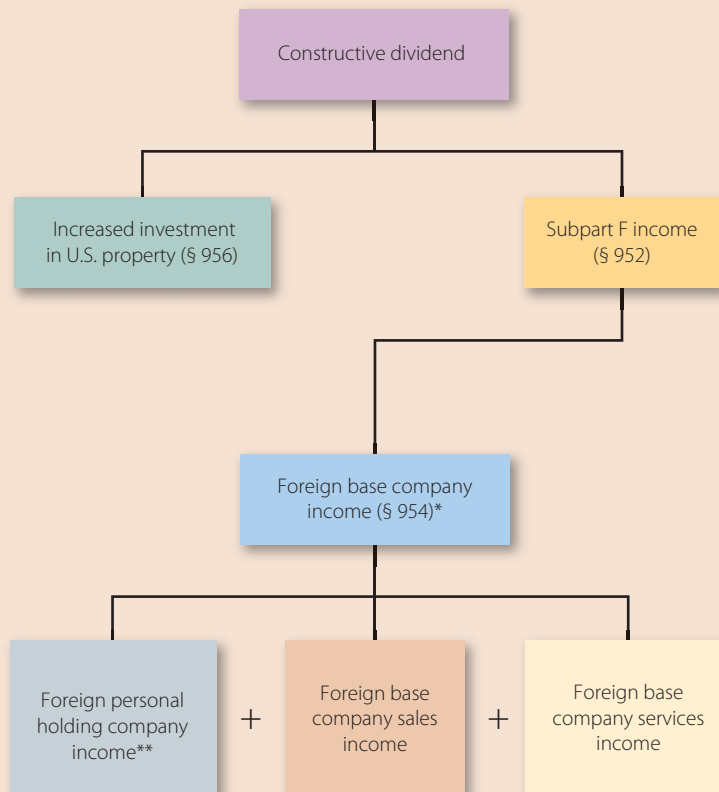 Constructive dividend
Increased investment
in U.S. property (§ 956)
Subpart F income
(§ 952)
Foreign base company
income (§ 954)*
Foreign personal
holding company
income**
+
Foreign base
company sales
income
+
Foreign base
company services
income